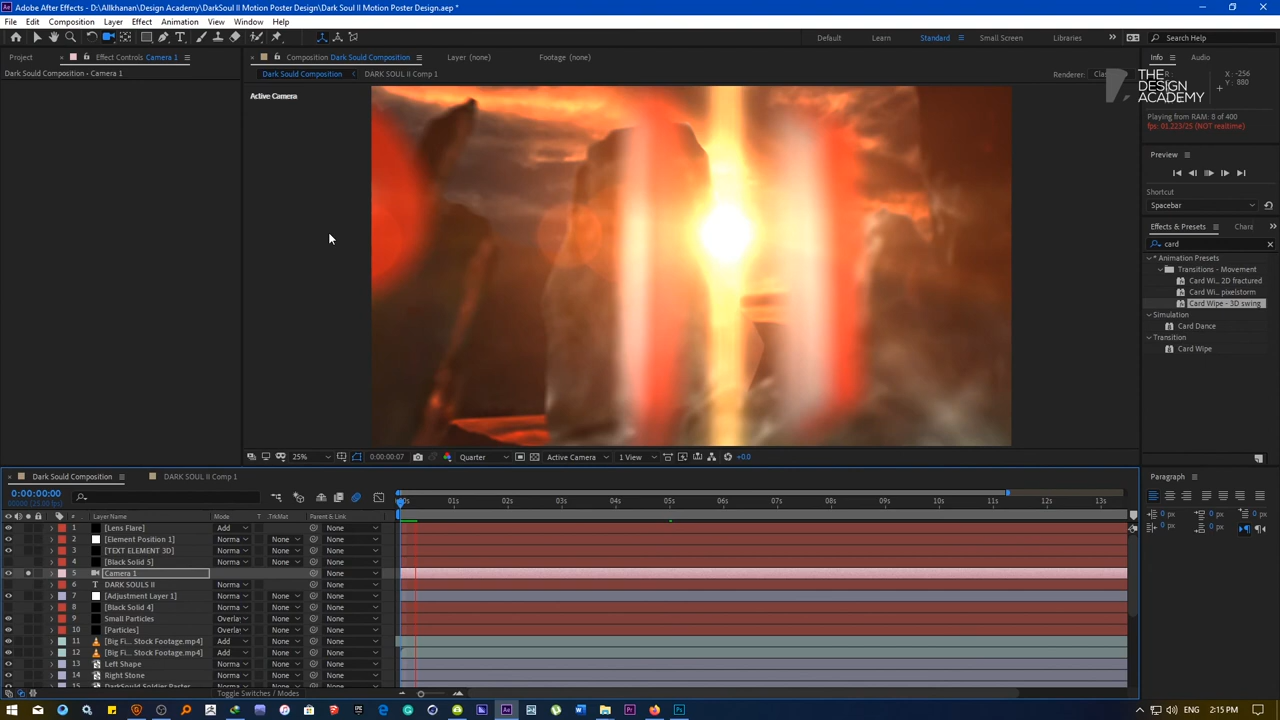 Adobe After Effects - D:\Allkhanan\Design Academy\DarkSoul II Motion Poster Design\Dark Soul II Motion Poster Design.aep *
File Edit Composition Layer Effect Animation View Window Help
Default Learn Standard Small Screen Libraries Search Help
Project Effect Controls Camera 1 Composition Dark Sould Composition Layer (none) Footage (none) Info Audio
Dark Sould Composition • Camera 1 Dark Sould Composition DARK SOUL II Comp 1 Renderer:
Active Camera
THE DESIGN ACADEMY
X : -256
Y : 880
Playing from RAM: 8 of 400
fps: 01.223/25 (NOT realtime)
Preview
Shortcut
Spacebar
Effects & Presets
card
* Animation Presets
Transitions - Movement
Card Wi... 2D fractured
Card Wi... pixelstorm
Card Wipe - 3D swing
Simulation
Card Dance
Transition
Card Wipe
25% 0:00:00:07 Quarter Active Camera 1 View +0.0
Dark Sould Composition DARK SOUL II Comp 1 Paragraph
0:00:00:00
01s 02s 03s 04s 05s 06s 07s 08s 09s 10s 11s 12s 13s
# Layer Name Mode T TrkMat Parent & Link
1 [Lens Flare] Add None
2 [Element Position 1] Norma None None
3 [TEXT ELEMENT 3D] Norma None None
4 [Black Solid 5] Norma None None
5 Camera 1 None
6 DARK SOULS II Norma None None
7 [Adjustment Layer 1] Norma None None
8 [Black Solid 4] Norma None None
9 Small Particles Overla None None
10 [Particles] Overla None None
11 [Big Fi... Stock Footage.mp4] Add None None
12 [Big Fi... Stock Footage.mp4] Add None None
13 Left Shape Norma None None
14 Right Stone Norma None None
Toggle Switches / Modes
0 px 0 px 0 px
0 px 0 px
2:15 PM